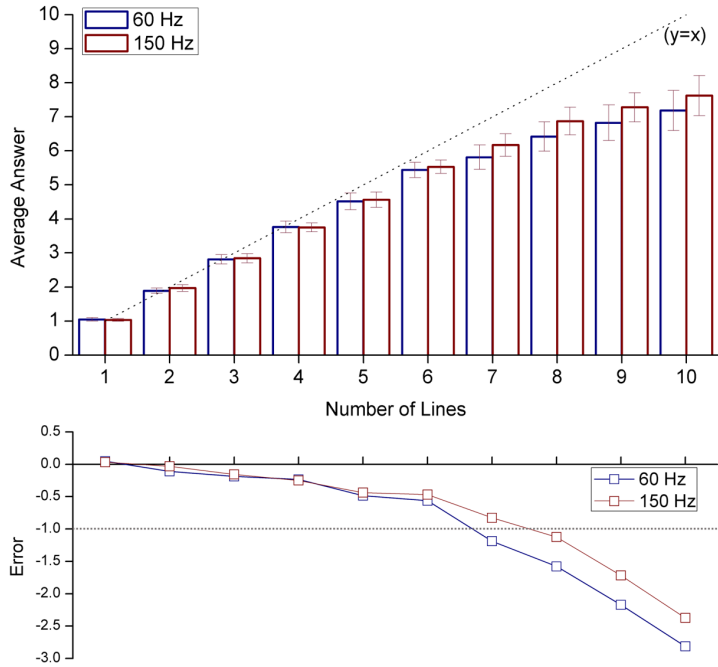 10
9
8
7
6
5
4
3
2
1
0
Average Answer
60 Hz
150 Hz
(y=x)
1 2 3 4 5 6 7 8 9 10
Number of Lines
0.5
0.0
-0.5
-1.0
-1.5
-2.0
-2.5
-3.0
Error
60 Hz
150 Hz